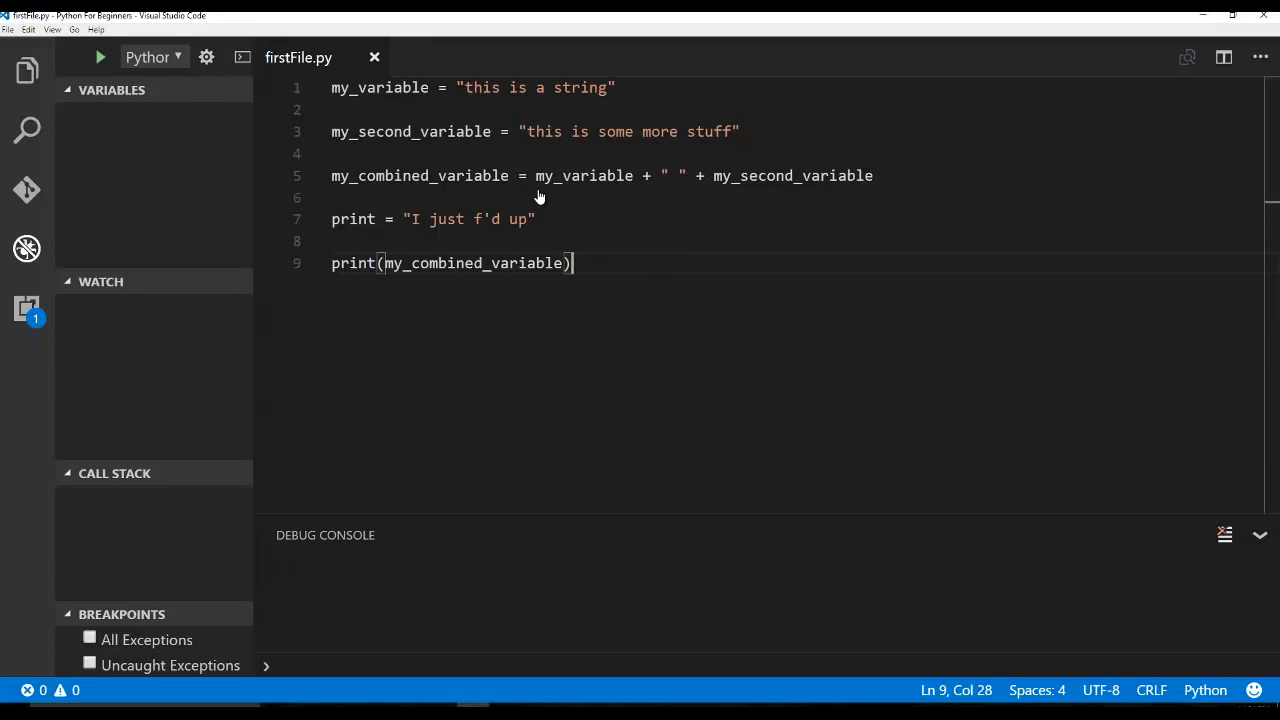 firstFile.py - Python For Beginners - Visual Studio Code
File Edit View Go Help
Python
firstFile.py
VARIABLES
WATCH
CALL STACK
BREAKPOINTS
All Exceptions
Uncaught Exceptions
1 my_variable = "this is a string"
2
3 my_second_variable = "this is some more stuff"
4
5 my_combined_variable = my_variable + " " + my_second_variable
6
7 print = "I just f'd up"
8
9 print(my_combined_variable)
DEBUG CONSOLE
1
0 0
Ln 9, Col 28 Spaces: 4 UTF-8 CRLF Python